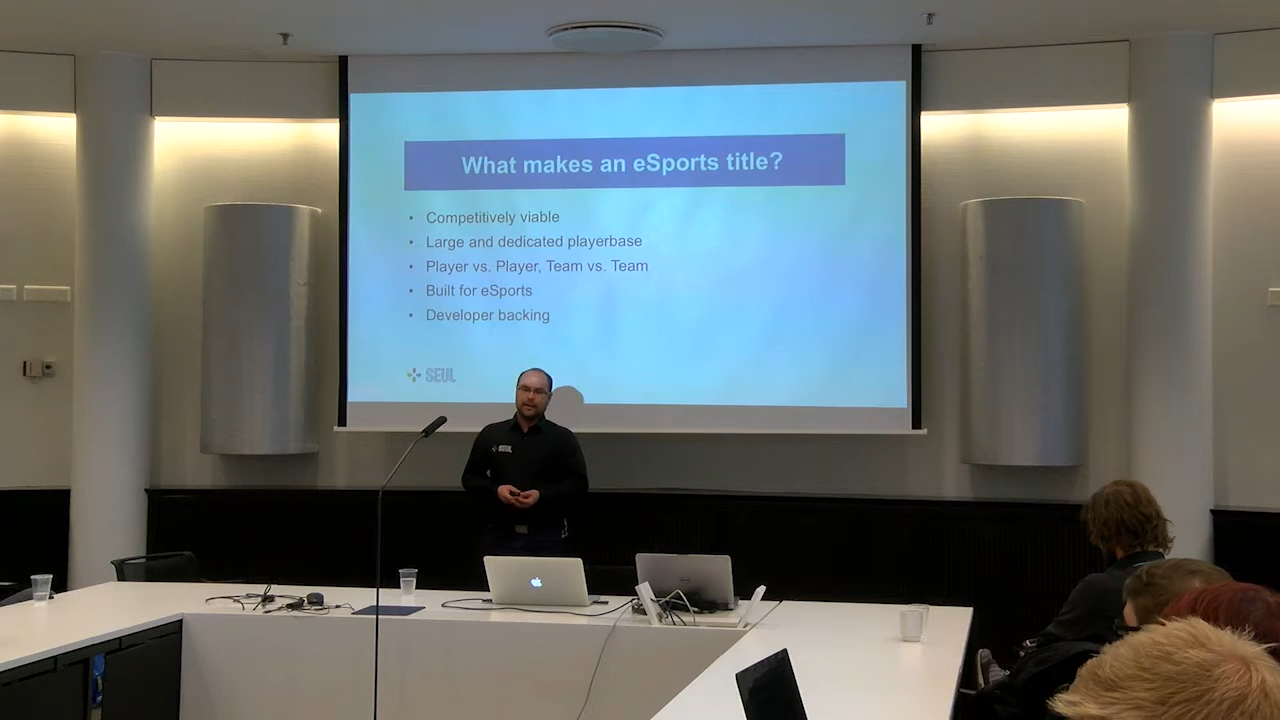 What makes an eSports title?
• Competitively viable
• Large and dedicated playerbase
• Player vs. Player, Team vs. Team
• Built for eSports
• Developer backing
SEUL
SEUL